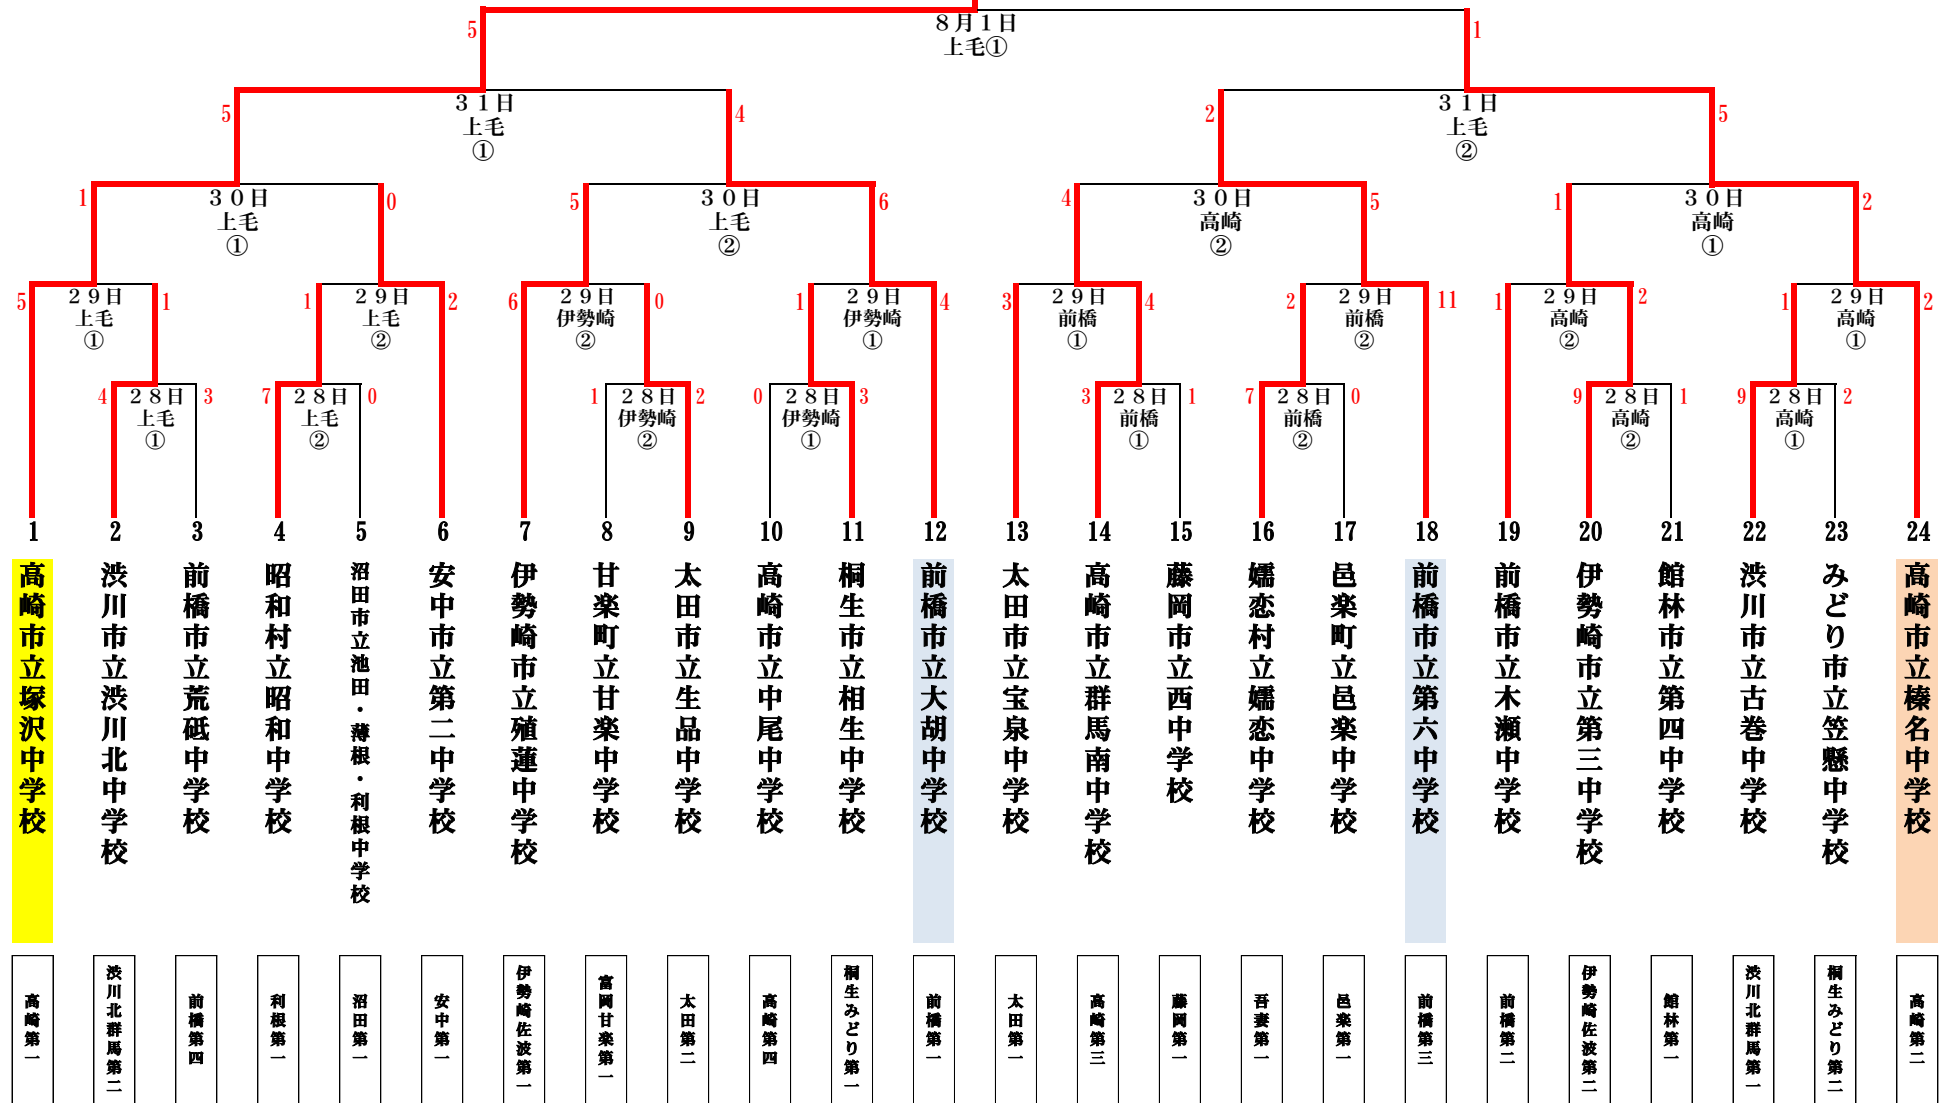 8月1日
上毛①
5
1
31日
上毛
①
31日
上毛
②
5
4
2
5
30日
上毛
①
30日
上毛
②
30日
高崎
②
30日
高崎
①
1
0
5
6
4
5
1
2
29日
上毛
①
29日
上毛
②
29日
伊勢崎
②
29日
伊勢崎
①
29日
前橋
①
29日
前橋
②
29日
高崎
②
29日
高崎
①
5
1
1
2
6
0
1
4
3
4
2
11
1
2
1
2
28日
上毛
①
28日
上毛
②
28日
伊勢崎
②
28日
伊勢崎
①
28日
前橋
①
28日
前橋
②
28日
高崎
②
28日
高崎
①
4
3
7
0
1
2
0
3
3
1
7
0
9
1
9
2
1
2
3
4
5
6
7
8
9
10
11
12
13
14
15
16
17
18
19
20
21
22
23
24
高崎市立塚沢中学校
渋川市立渋川北中学校
前橋市立荒砥中学校
昭和村立昭和中学校
沼田市立池田・薄根・利根中学校
安中市立第二中学校
伊勢崎市立殖蓮中学校
甘楽町立甘楽中学校
太田市立生品中学校
高崎市立中尾中学校
桐生市立相生中学校
前橋市立大胡中学校
太田市立宝泉中学校
高崎市立群馬南中学校
藤岡市立西中学校
嬬恋村立嬬恋中学校
邑楽町立邑楽中学校
前橋市立第六中学校
前橋市立木瀬中学校
伊勢崎市立第三中学校
館林市立第四中学校
渋川市立古巻中学校
みどり市立笠懸中学校
高崎市立榛名中学校
高崎第一
渋川北群馬第二
前橋第四
利根第一
沼田第一
安中第一
伊勢崎佐波第一
富岡甘楽第一
太田第二
高崎第四
桐生みどり第一
前橋第一
太田第一
高崎第三
藤岡第一
吾妻第一
邑楽第一
前橋第三
前橋第二
伊勢崎佐波第二
館林第一
渋川北群馬第一
桐生みどり第二
高崎第二